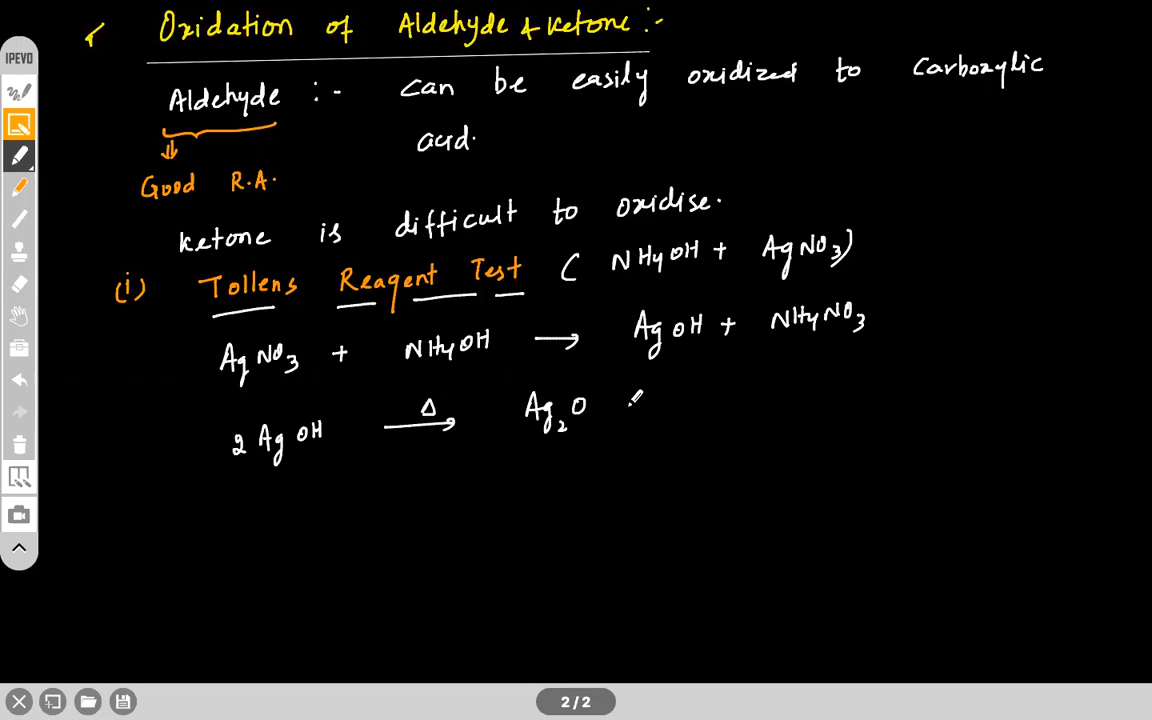 IPEVO
Oxidation of Aldehyde & Ketone :-
Aldehyde :- can be easily oxidized to Carboxylic
acid.
Good R.A.
Ketone is difficult to oxidise.
(i) Tollens Reagent Test ( NH4OH + AgNO3)
AgNO3 + NH4OH → AgOH + NH4NO3
2 AgOH Δ→ Ag2O
2/2